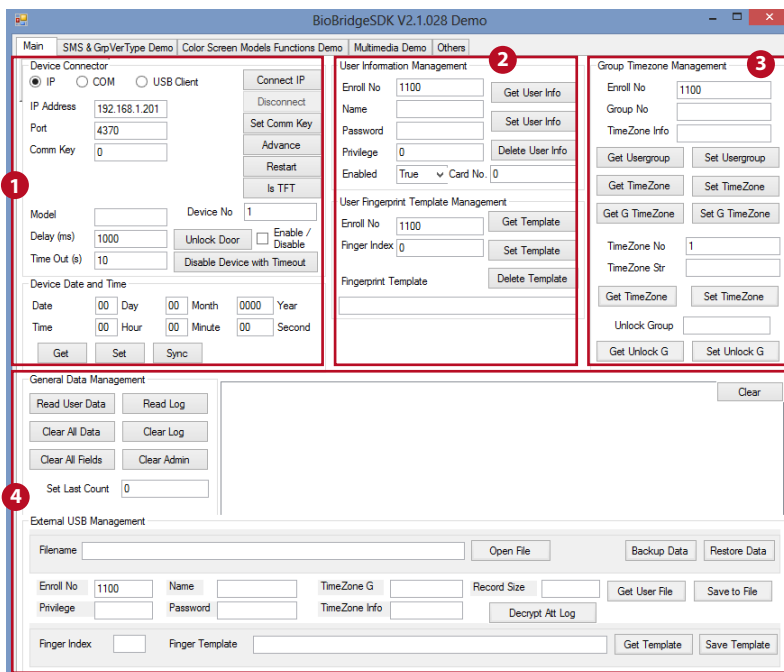 BioBridgeSDK V2.1.028 Demo
Main SMS & GrpVerType Demo Color Screen Models Functions Demo Multimedia Demo Others
1
Device Connector
IP COM USB Client Connect IP
IP Address 192.168.1.201 Disconnect
Port 4370 Set Comm Key
Comm Key 0 Advance
Restart
Is TFT
Model Device No 1
Delay (ms) 1000 Unlock Door Enable / Disable
Time Out (s) 10 Disable Device with Timeout
Device Date and Time
Date 00 Day 00 Month 0000 Year
Time 00 Hour 00 Minute 00 Second
Get Set Sync
2
User Information Management
Enroll No 1100 Get User Info
Name
Password Set User Info
Privilege 0 Delete User Info
Enabled True Card No. 0
User Fingerprint Template Management
Enroll No 1100 Get Template
Finger Index 0 Set Template
Fingerprint Template Delete Template
3
Group Timezone Management
Enroll No 1100
Group No
TimeZone Info
Get Usergroup Set Usergroup
Get TimeZone Set TimeZone
Get G TimeZone Set G TimeZone
TimeZone No 1
TimeZone Str
Get TimeZone Set TimeZone
Unlock Group
Get Unlock G Set Unlock G
4
General Data Management
Clear
Read User Data Read Log
Clear All Data Clear Log
Clear All Fields Clear Admin
Set Last Count 0
External USB Management
Filename Open File Backup Data Restore Data
Enroll No 1100 Name TimeZone G Record Size Get User File Save to File
Privilege Password TimeZone Info Decrypt Att Log
Finger Index Finger Template Get Template Save Template